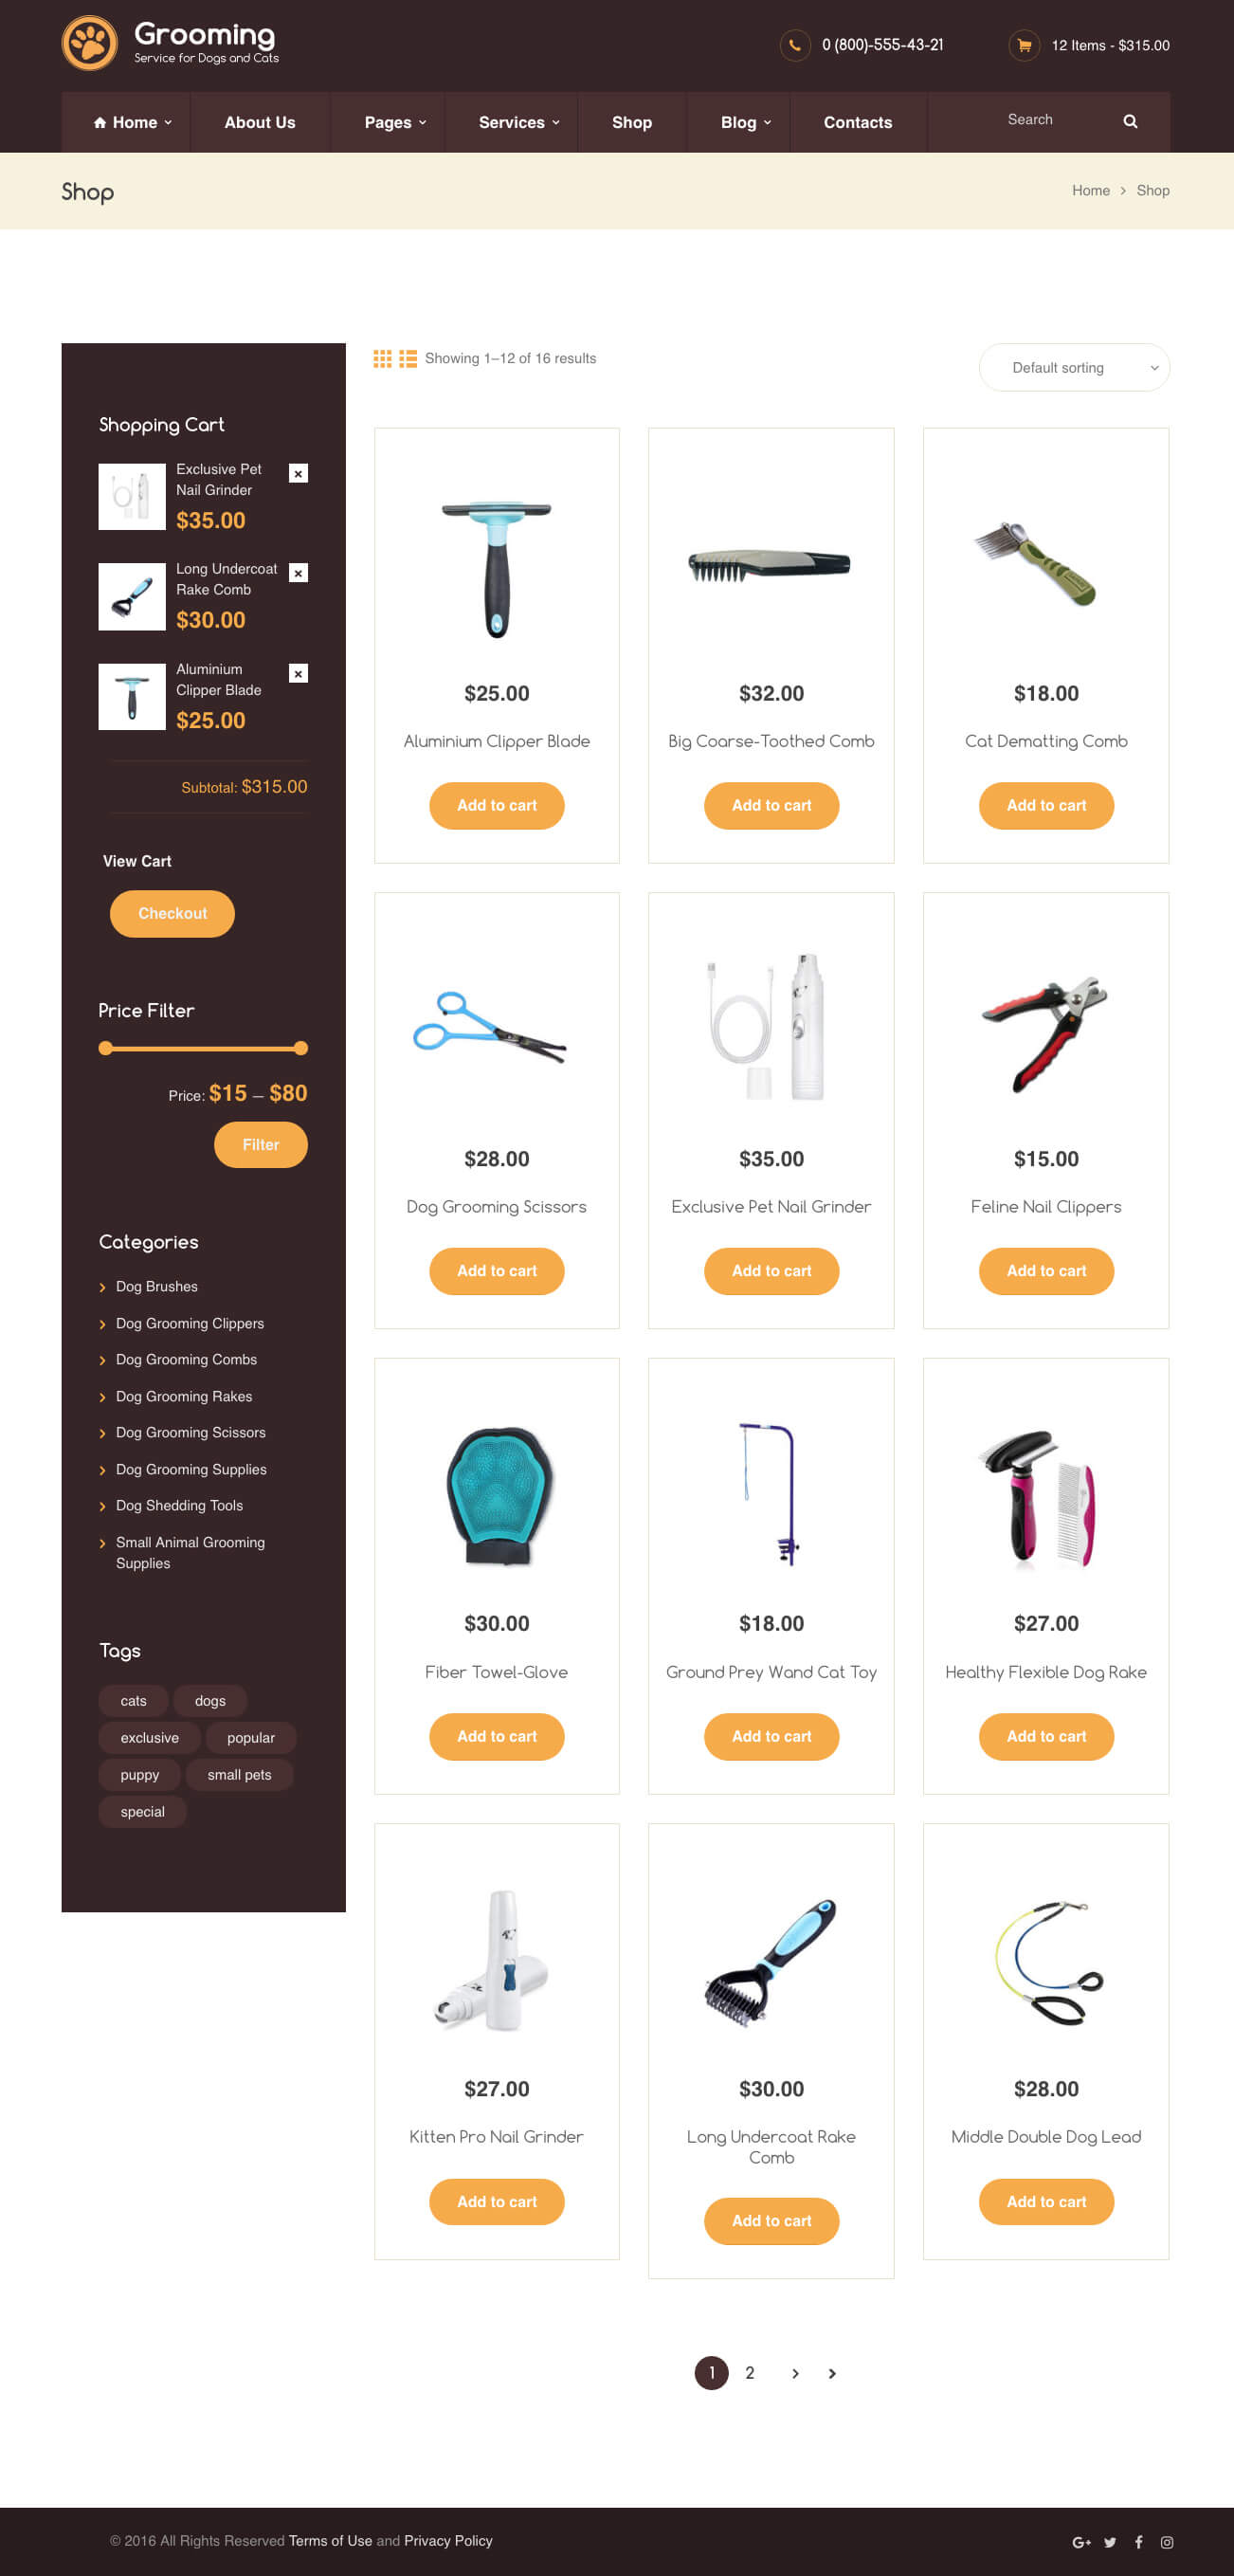 Grooming
Service for Dogs and Cats
0 (800)-555-43-21
12 Items - $315.00
Home
About Us
Pages
Services
Shop
Blog
Contacts
Search
Shop
Home > Shop
Shopping Cart
Exclusive Pet
Nail Grinder
$35.00
Long Undercoat
Rake Comb
$30.00
Aluminium
Clipper Blade
$25.00
Subtotal: $315.00
View Cart
Checkout
Price Filter
Price: $15 — $80
Filter
Categories
Dog Brushes
Dog Grooming Clippers
Dog Grooming Combs
Dog Grooming Rakes
Dog Grooming Scissors
Dog Grooming Supplies
Dog Shedding Tools
Small Animal Grooming
Supplies
Tags
cats
dogs
exclusive
popular
puppy
small pets
special
Showing 1–12 of 16 results
Default sorting
$25.00
Aluminium Clipper Blade
Add to cart
$32.00
Big Coarse-Toothed Comb
Add to cart
$18.00
Cat Dematting Comb
Add to cart
$28.00
Dog Grooming Scissors
Add to cart
$35.00
Exclusive Pet Nail Grinder
Add to cart
$15.00
Feline Nail Clippers
Add to cart
$30.00
Fiber Towel-Glove
Add to cart
$18.00
Ground Prey Wand Cat Toy
Add to cart
$27.00
Healthy Flexible Dog Rake
Add to cart
$27.00
Kitten Pro Nail Grinder
Add to cart
$30.00
Long Undercoat Rake
Comb
Add to cart
$28.00
Middle Double Dog Lead
Add to cart
1 2
© 2016 All Rights Reserved Terms of Use and Privacy Policy